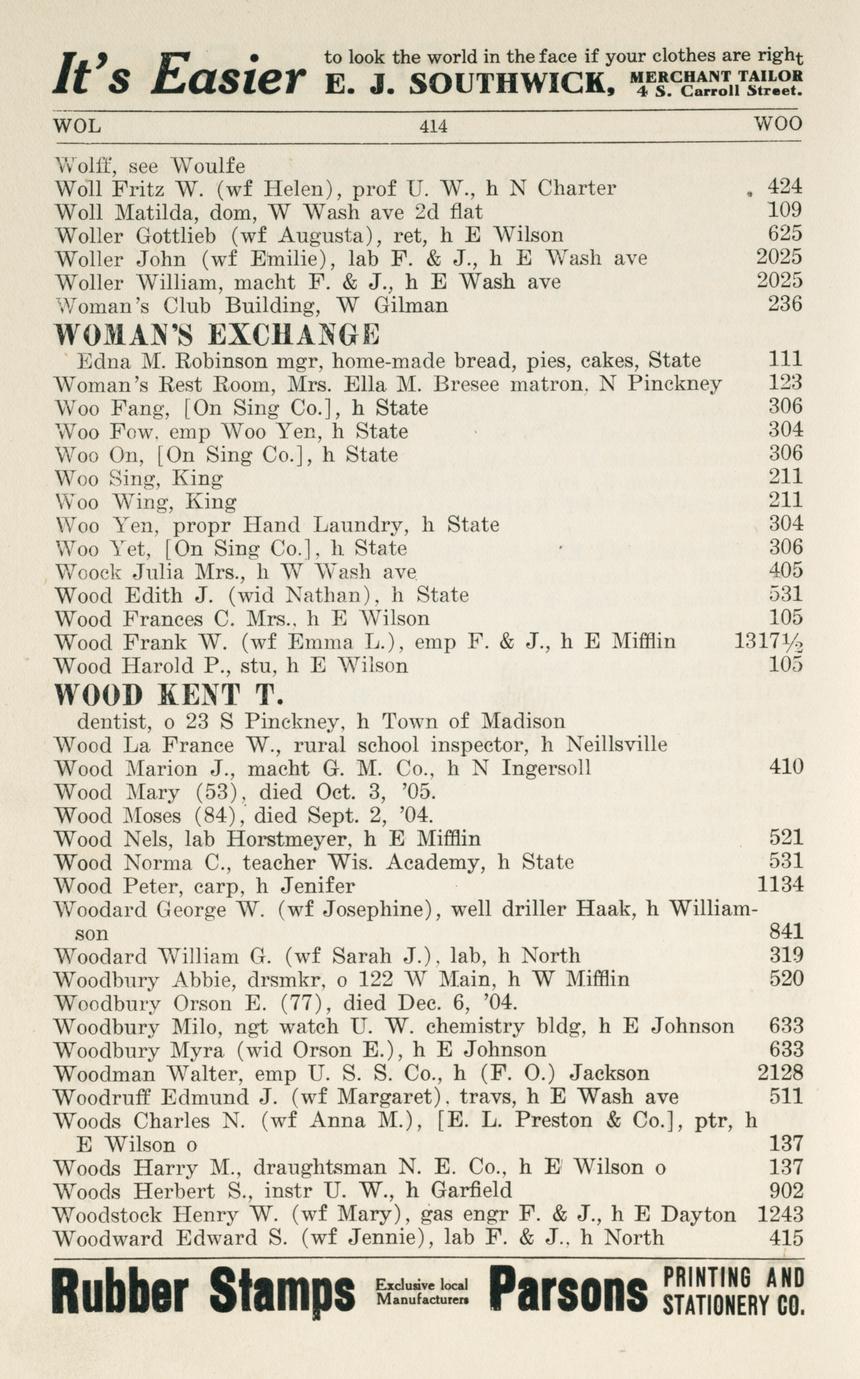 It's Easier to look the world in the face if your clothes are right
E. J. SOUTHWICK, MERCHANT TAILOR
4 S. Carroll Street.
WOL 414 WOO
Wolff, see Woulfe
Woll Fritz W. (wf Helen), prof U. W., h N Charter 424
Woll Matilda, dom, W Wash ave 2d flat 109
Woller Gottlieb (wf Augusta), ret, h E Wilson 625
Woller John (wf Emilie), lab F. & J., h E Wash ave 2025
Woller William, macht F. & J., h E Wash ave 2025
Woman's Club Building, W Gilman 236
WOMAN'S EXCHANGE
Edna M. Robinson mgr, home-made bread, pies, cakes, State 111
Woman's Rest Room, Mrs. Ella M. Bresee matron, N Pinckney 123
Woo Fang, [On Sing Co.], h State 306
Woo Fow, emp Woo Yen, h State 304
Woo On, [On Sing Co.], h State 306
Woo Sing, King 211
Woo Wing, King 211
Woo Yen, propr Hand Laundry, h State 304
Woo Yet, [On Sing Co.], h State 306
Woock Julia Mrs., h W Wash ave 405
Wood Edith J. (wid Nathan), h State 531
Wood Frances C. Mrs., h E Wilson 105
Wood Frank W. (wf Emma L.), emp F. & J., h E Mifflin 1317½
Wood Harold P., stu, h E Wilson 105
WOOD KENT T.
dentist, o 23 S Pinckney, h Town of Madison
Wood La France W., rural school inspector, h Neillsville
Wood Marion J., macht G. M. Co., h N Ingersoll 410
Wood Mary (53), died Oct. 3, '05.
Wood Moses (84), died Sept. 2, '04.
Wood Nels, lab Horstmeyer, h E Mifflin 521
Wood Norma C., teacher Wis. Academy, h State 531
Wood Peter, carp, h Jenifer 1134
Woodard George W. (wf Josephine), well driller Haak, h William-
son 841
Woodard William G. (wf Sarah J.), lab, h North 319
Woodbury Abbie, drsmkr, o 122 W Main, h W Mifflin 520
Woodbury Orson E. (77), died Dec. 6, '04.
Woodbury Milo, ngt watch U. W. chemistry bldg, h E Johnson 633
Woodbury Myra (wid Orson E.), h E Johnson 633
Woodman Walter, emp U. S. S. Co., h (F. O.) Jackson 2128
Woodruff Edmund J. (wf Margaret), travs, h E Wash ave 511
Woods Charles N. (wf Anna M.), [E. L. Preston & Co.], ptr, h
E Wilson o 137
Woods Harry M., draughtsman N. E. Co., h E Wilson o 137
Woods Herbert S., instr U. W., h Garfield 902
Woodstock Henry W. (wf Mary), gas engr F. & J., h E Dayton 1243
Woodward Edward S. (wf Jennie), lab F. & J., h North 415
Rubber Stamps Exclusive local Manufacturers Parsons PRINTING AND
STATIONERY CO.